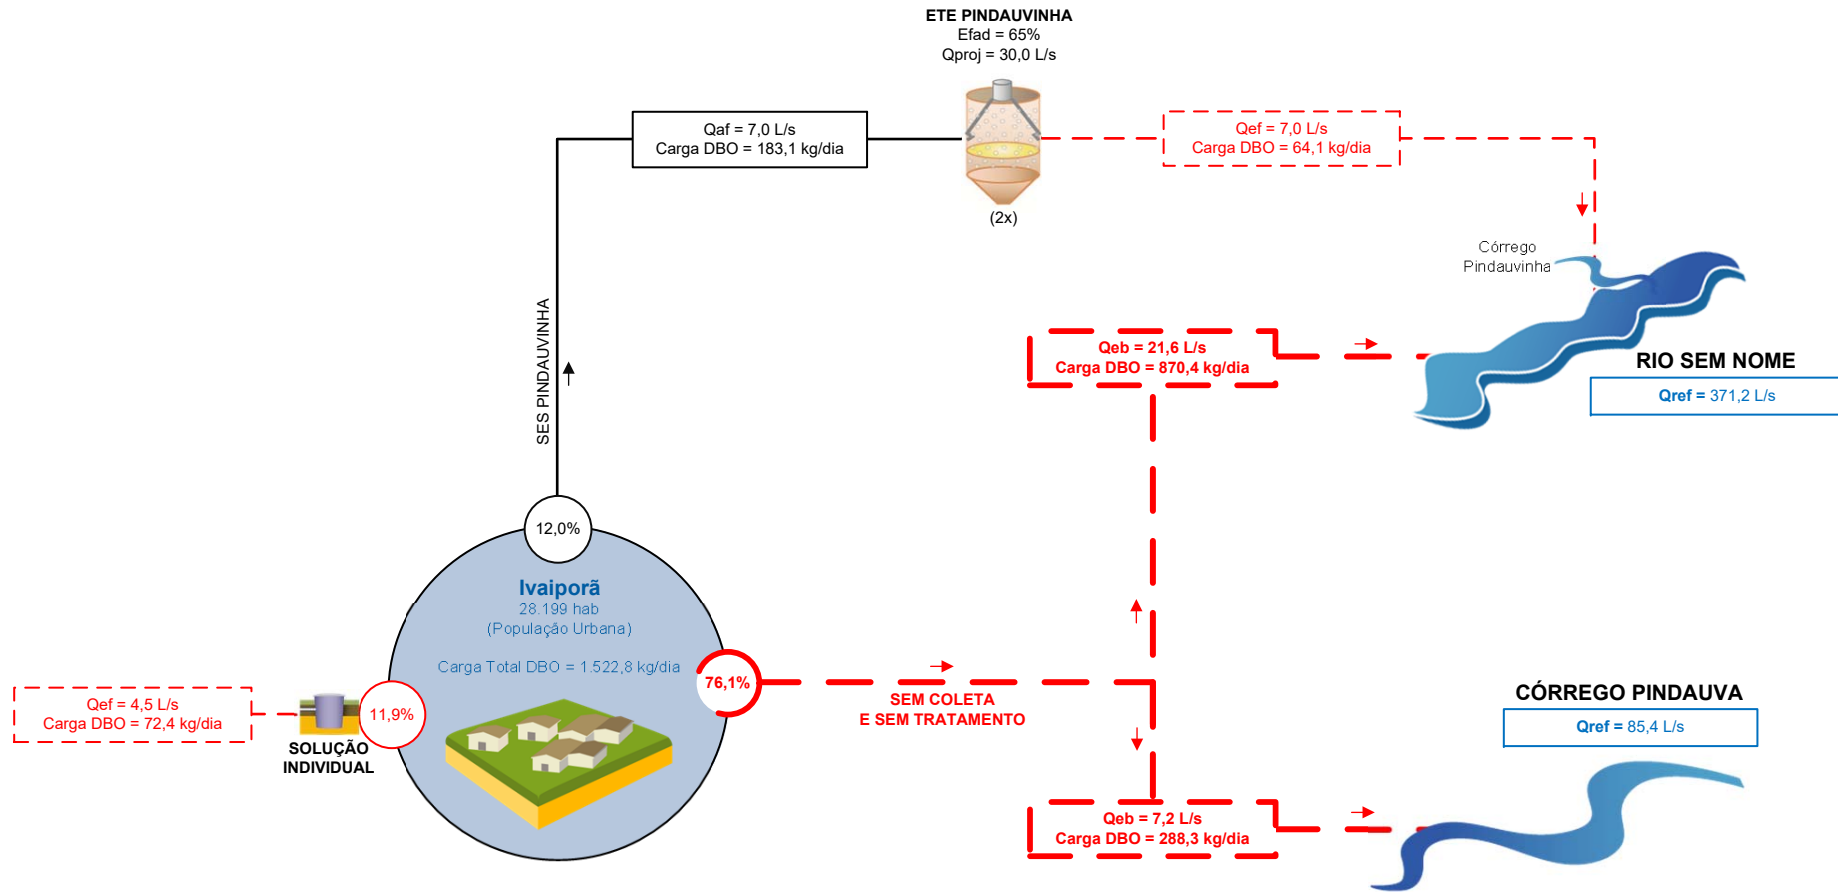 ETE PINDAUVINHA
Efad = 65%
Qproj = 30,0 L/s
(2x)
Qaf = 7,0 L/s
Carga DBO = 183,1 kg/dia
Qef = 7,0 L/s
Carga DBO = 64,1 kg/dia
Córrego
Pindauvinha
SES PINDAUVINHA
Qeb = 21,6 L/s
Carga DBO = 870,4 kg/dia
RIO SEM NOME
Qref = 371,2 L/s
12,0%
Ivaiporã
28.199 hab
(População Urbana)
Carga Total DBO = 1.522,8 kg/dia
76,1%
SEM COLETA
E SEM TRATAMENTO
11,9%
Qef = 4,5 L/s
Carga DBO = 72,4 kg/dia
SOLUÇÃO
INDIVIDUAL
CÓRREGO PINDAUVA
Qref = 85,4 L/s
Qeb = 7,2 L/s
Carga DBO = 288,3 kg/dia